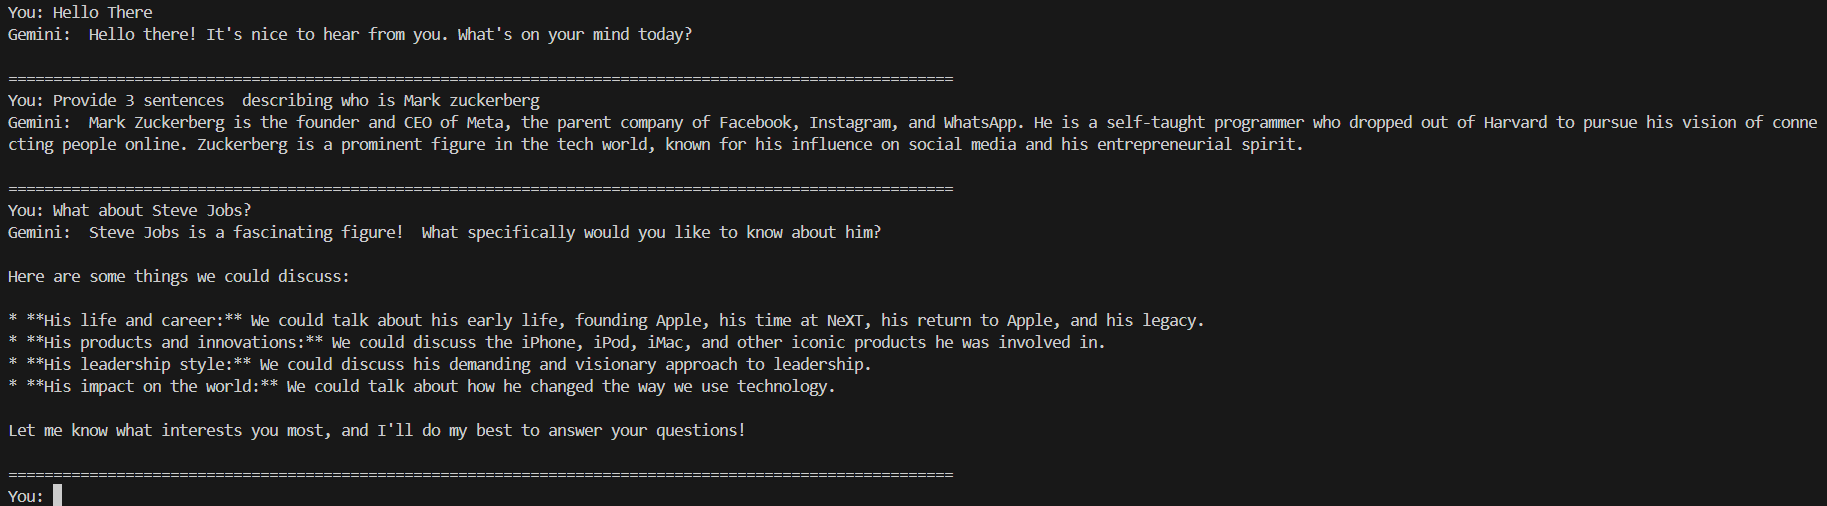 You: Hello There
Gemini:  Hello there! It's nice to hear from you. What's on your mind today?
=========================================================================================================
You: Provide 3 sentences  describing who is Mark zuckerberg
Gemini:  Mark Zuckerberg is the founder and CEO of Meta, the parent company of Facebook, Instagram, and WhatsApp. He is a self-taught programmer who dropped out of Harvard to pursue his vision of conne
cting people online. Zuckerberg is a prominent figure in the tech world, known for his influence on social media and his entrepreneurial spirit.
=========================================================================================================
You: What about Steve Jobs?
Gemini:  Steve Jobs is a fascinating figure!  What specifically would you like to know about him?
Here are some things we could discuss:
* **His life and career:** We could talk about his early life, founding Apple, his time at NeXT, his return to Apple, and his legacy.
* **His products and innovations:** We could discuss the iPhone, iPod, iMac, and other iconic products he was involved in.
* **His leadership style:** We could discuss his demanding and visionary approach to leadership.
* **His impact on the world:** We could talk about how he changed the way we use technology.
Let me know what interests you most, and I'll do my best to answer your questions!
=========================================================================================================
You: